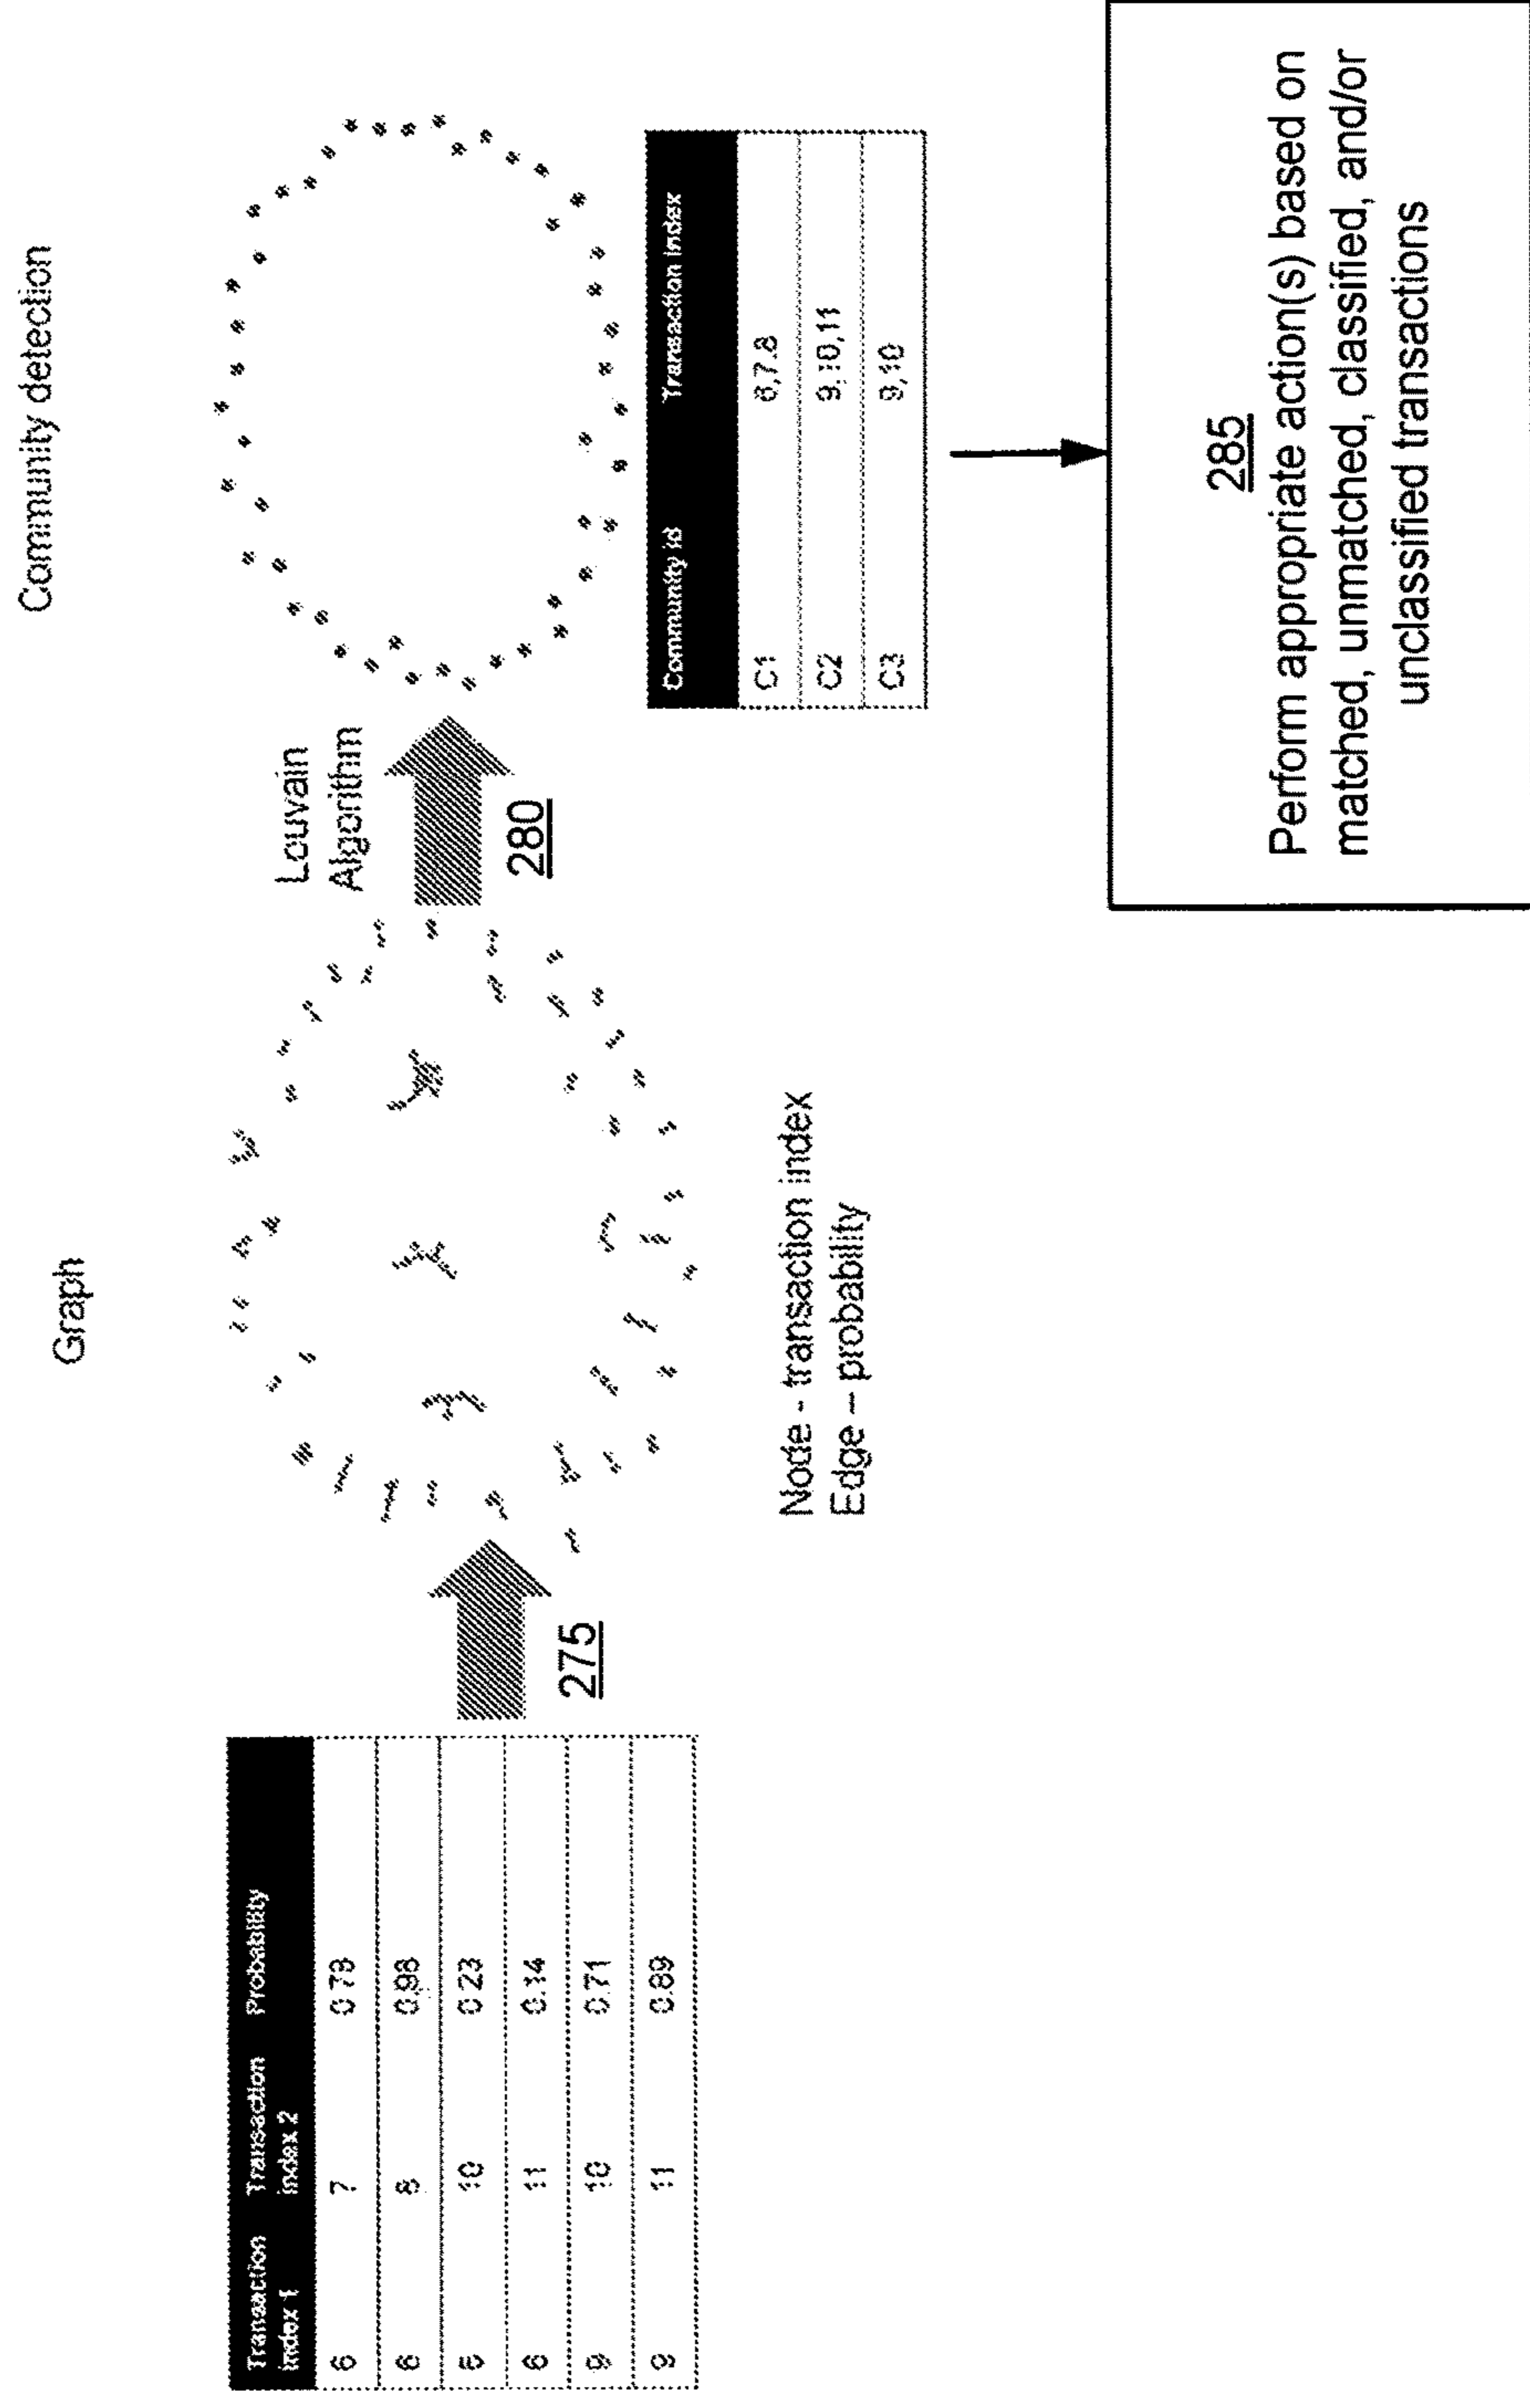 Graph
Community detection
Transaction Transaction Probability
index 1 index 2
6 7 0.79
6 8 0.98
6 10 0.23
6 11 0.14
9 10 0.71
9 11 0.89
275
Node - transaction index
Edge – probability
Louvain
Algorithm
280
Community id Transaction index
C1 6,7,8
C2 9,10,11
C3 9,10
285
Perform appropriate action(s) based on
matched, unmatched, classified, and/or
unclassified transactions